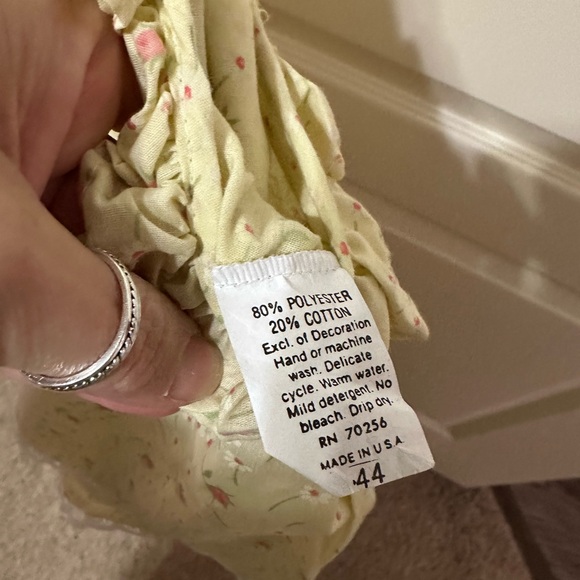 80% POLYESTER
20% COTTON
Excl. of Decoration
Hand or machine
wash. Delicate
cycle. Warm water.
Mild detergent. No
bleach. Drip dry.
RN 70256
MADE IN U S A
44